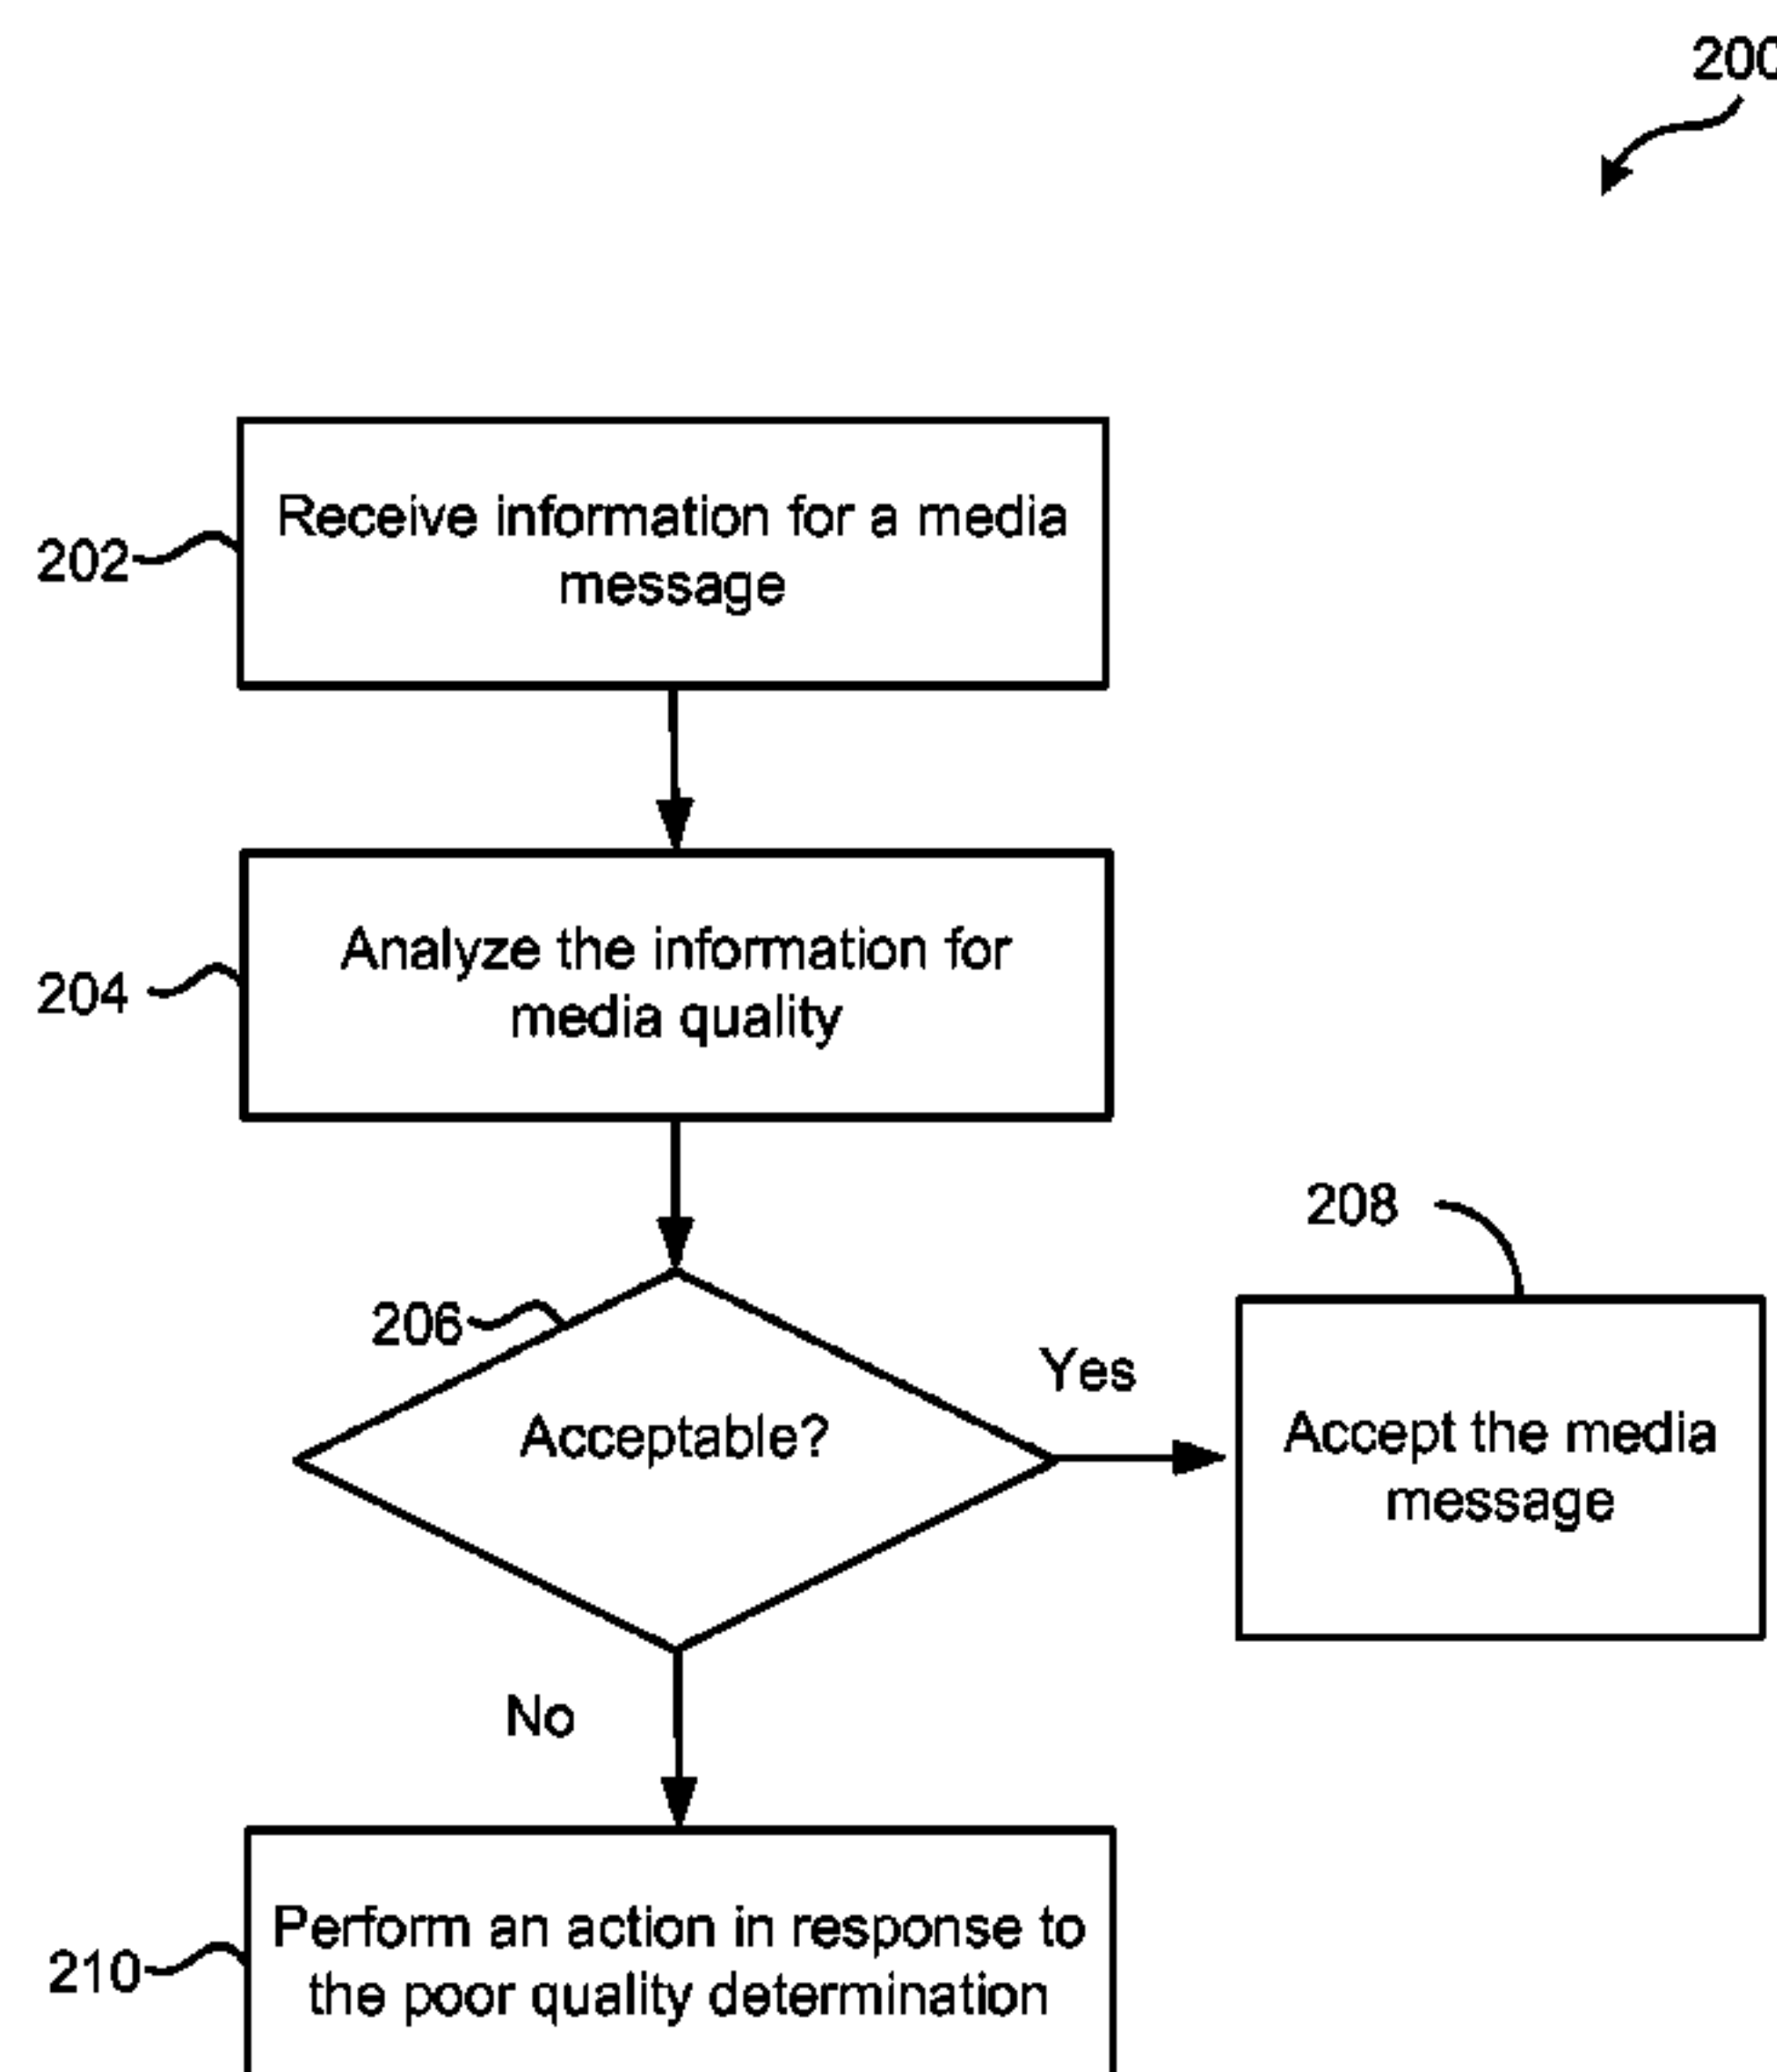 200
Receive information for a media
message
202
Analyze the information for
media quality
204
208
206
Yes
Acceptable?
Accept the media
message
No
Perform an action in response to
the poor quality determination
210